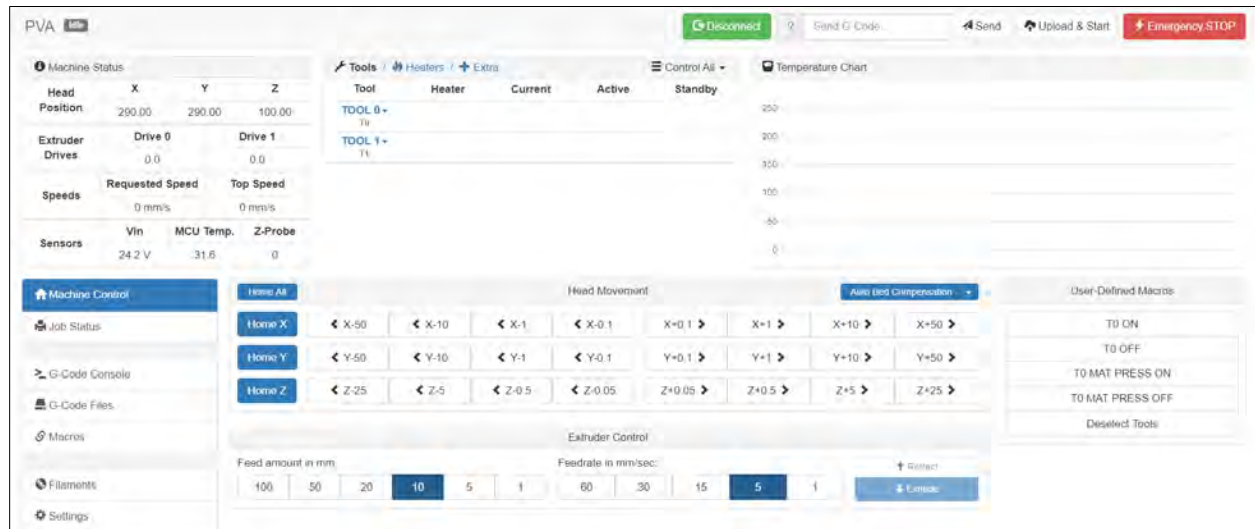 PVA Idle Disconnect ? Send G-Code... Send Upload & Start Emergency STOP
Machine Status
Head Position X Y Z
290.00 290.00 100.00
Extruder Drives Drive 0 Drive 1
0.0 0.0
Speeds Requested Speed Top Speed
0 mm/s 0 mm/s
Sensors Vin MCU Temp. Z-Probe
24.2 V 31.6 0
Tools / Heaters / Extra Control All
Tool Heater Current Active Standby
TOOL 0
T0
TOOL 1
T1
Temperature Chart
250
200
150
100
50
0
Machine Control
Job Status
G-Code Console
G-Code Files
Macros
Filaments
Settings
Home All Head Movement Auto Bed Compensation
Home X X-50 X-10 X-1 X-0.1 X+0.1 X+1 X+10 X+50
Home Y Y-50 Y-10 Y-1 Y-0.1 Y+0.1 Y+1 Y+10 Y+50
Home Z Z-25 Z-5 Z-0.5 Z-0.05 Z+0.05 Z+0.5 Z+5 Z+25
Extruder Control
Feed amount in mm:
100 50 20 10 5 1
Feedrate in mm/sec:
60 30 15 5 1
Retract
Extrude
User-Defined Macros
T0 ON
T0 OFF
T0 MAT PRESS ON
T0 MAT PRESS OFF
Deselect Tools